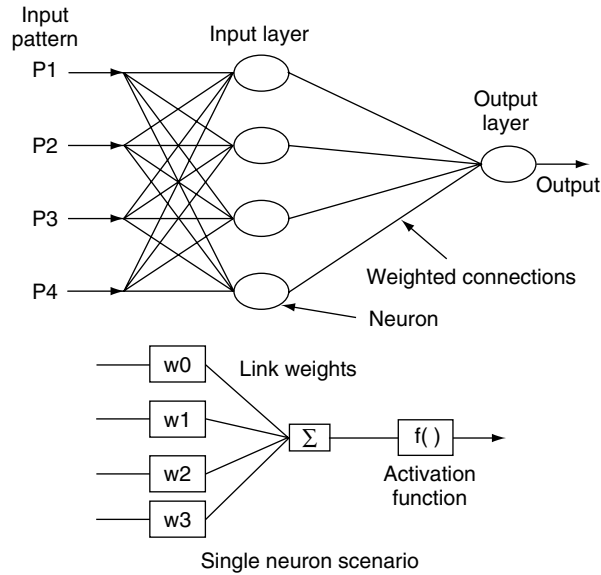 Input
pattern
Input layer
P1
Output
layer
P2
Output
P3
Weighted connections
P4
Neuron
w0
Link weights
w1
Σ
f( )
w2
Activation
function
w3
Single neuron scenario